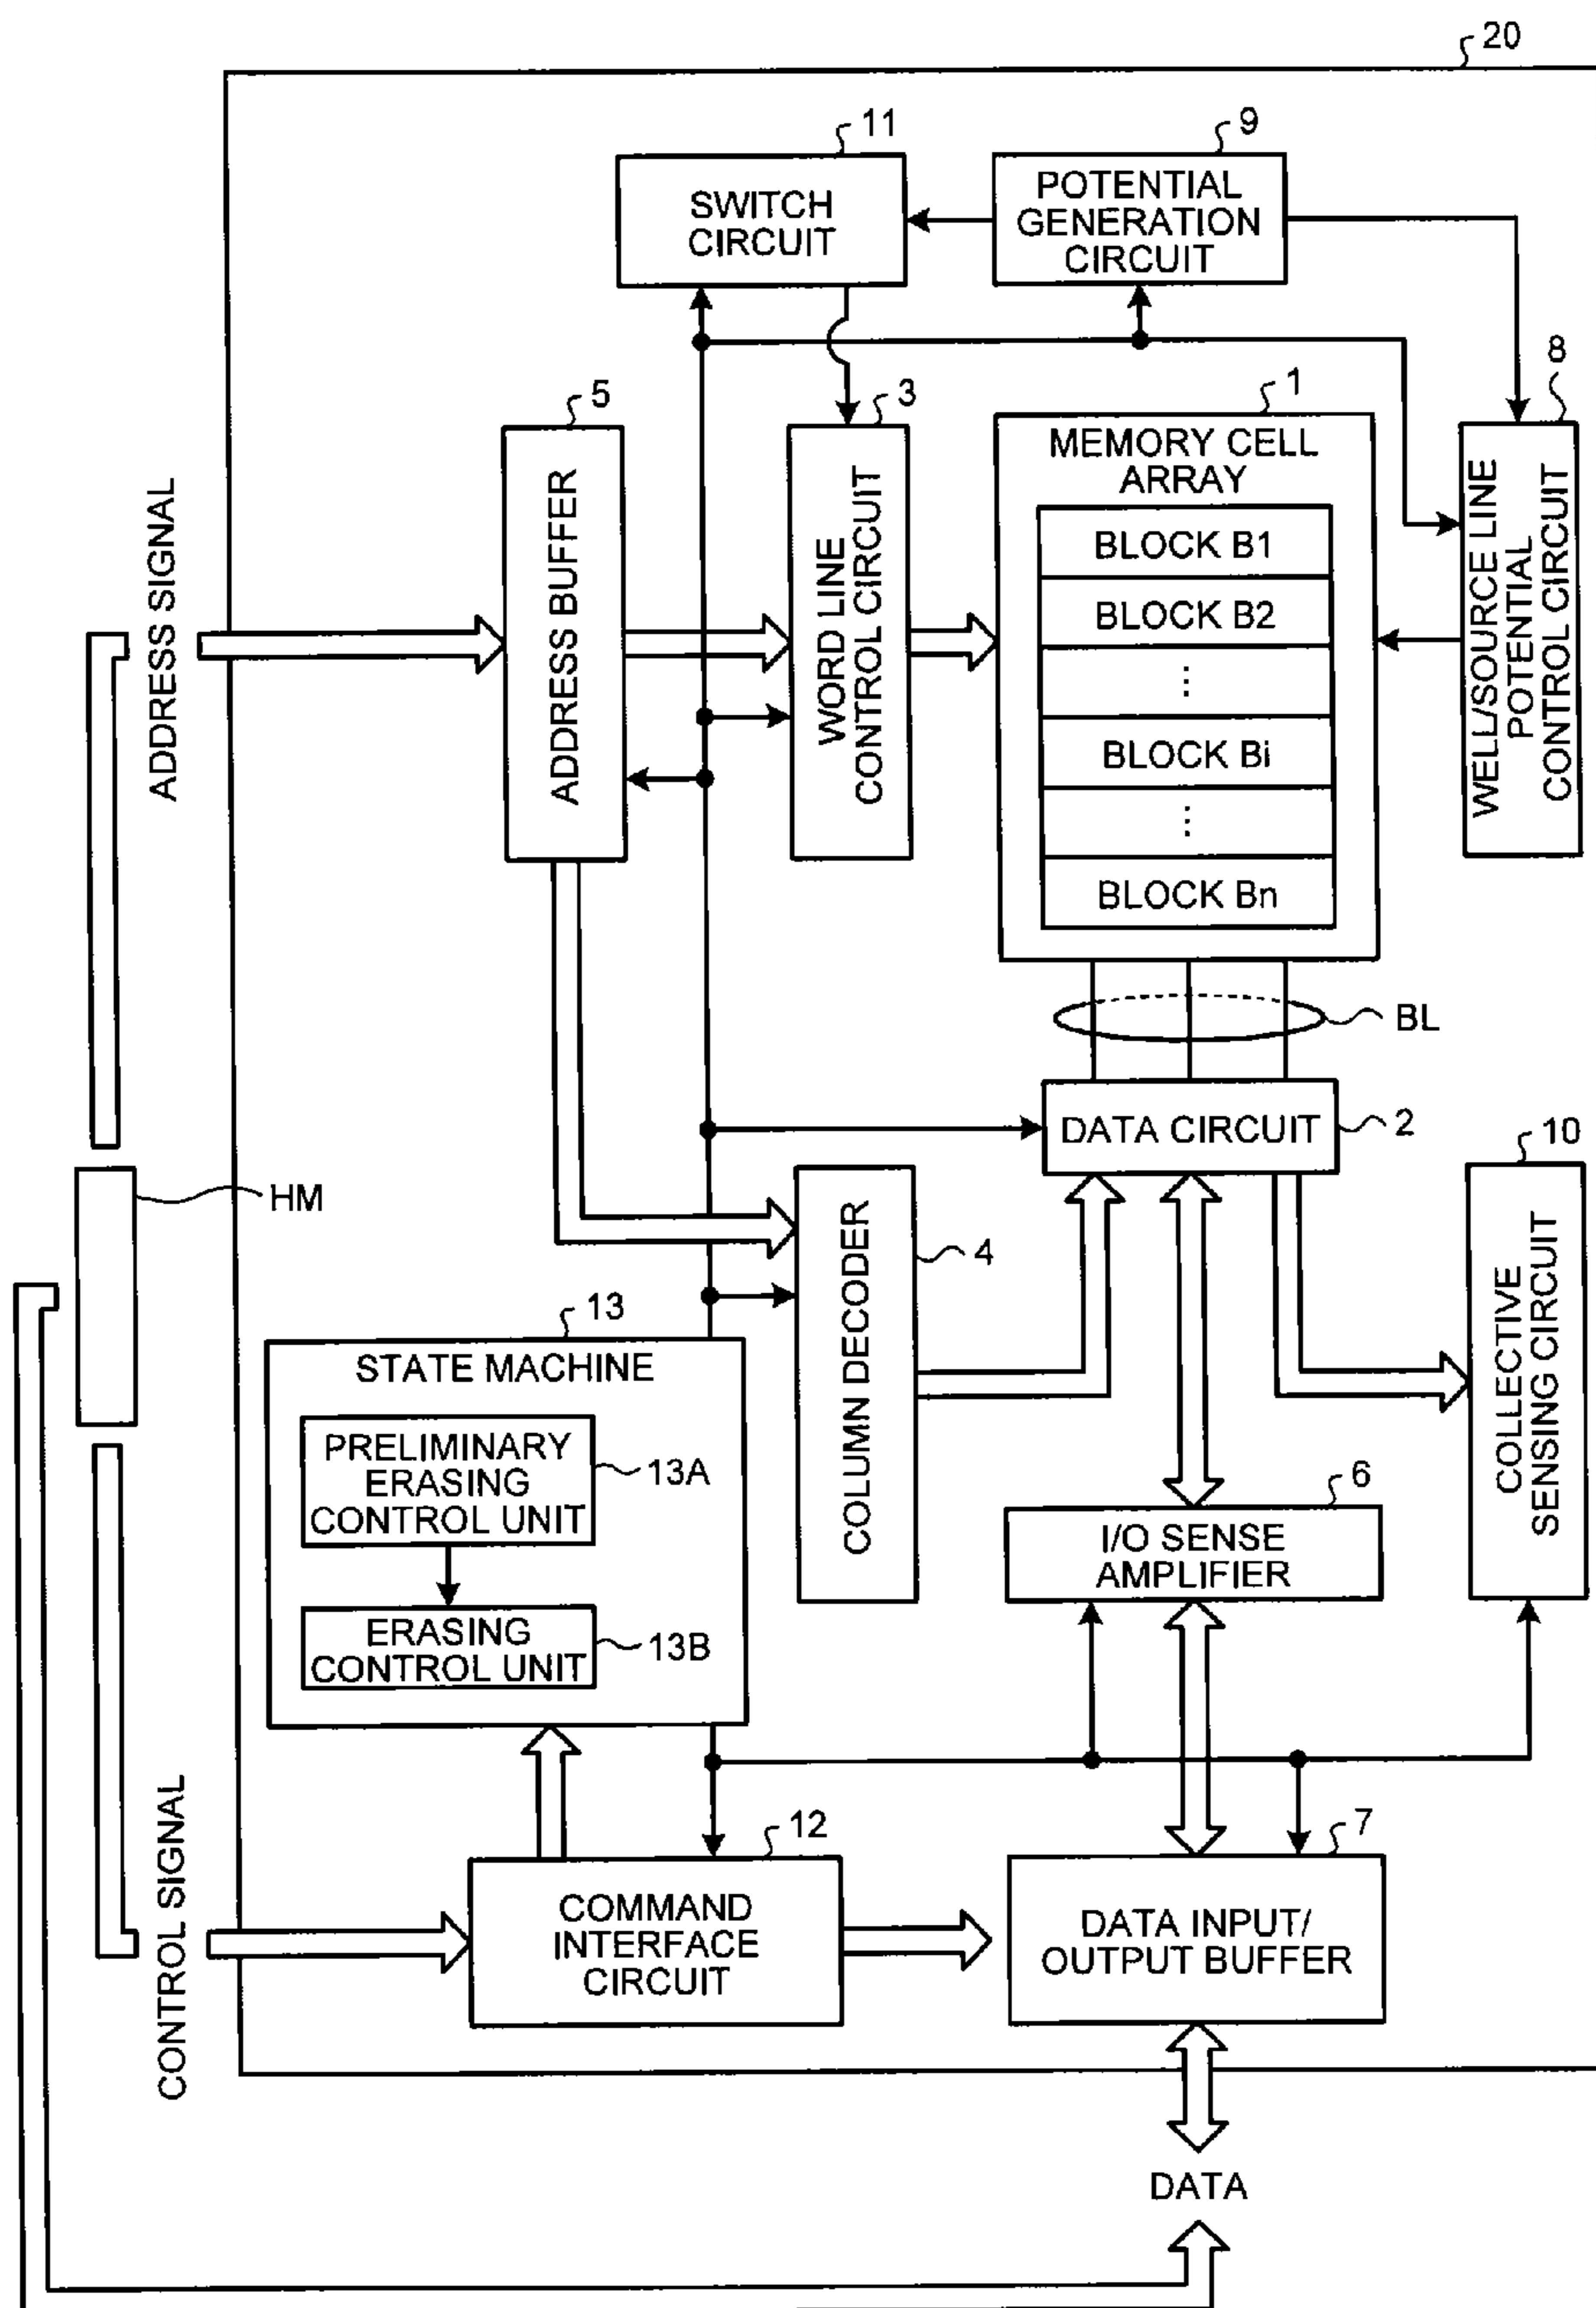 20
11
9
SWITCH
CIRCUIT
POTENTIAL
GENERATION
CIRCUIT
5
3
1
8
ADDRESS SIGNAL
ADDRESS BUFFER
WORD LINE
CONTROL CIRCUIT
MEMORY CELL
ARRAY
BLOCK B1
BLOCK B2
⋮
BLOCK Bi
⋮
BLOCK Bn
WELL/SOURCE LINE
POTENTIAL
CONTROL CIRCUIT
BL
DATA CIRCUIT
2
10
HM
4
COLUMN DECODER
COLLECTIVE
SENSING CIRCUIT
13
STATE MACHINE
PRELIMINARY
ERASING
CONTROL UNIT
13A
ERASING
CONTROL UNIT
13B
6
I/O SENSE
AMPLIFIER
CONTROL SIGNAL
12
COMMAND
INTERFACE
CIRCUIT
7
DATA INPUT/
OUTPUT BUFFER
DATA